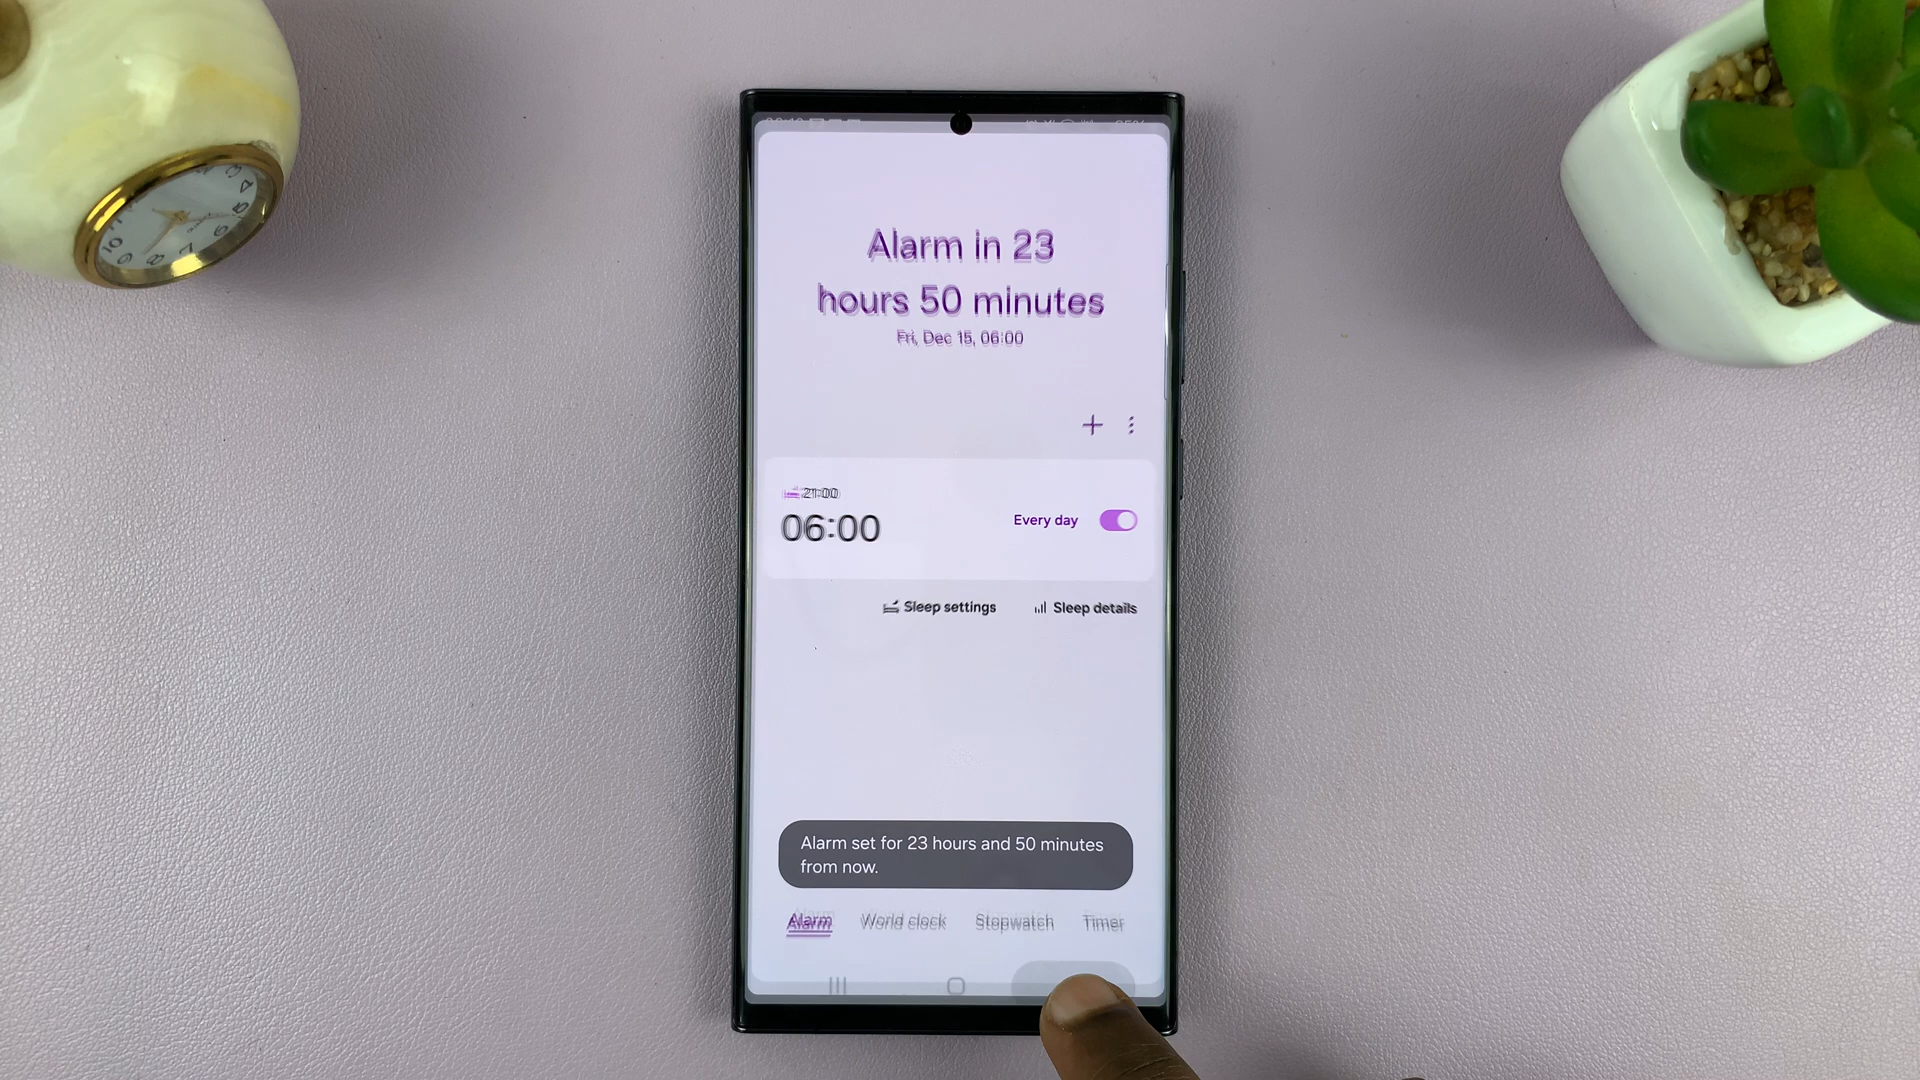 Alarm in 23
hours 50 minutes
Fri, Dec 15, 06:00
21:00
06:00
Every day
Sleep settings
Sleep details
Alarm set for 23 hours and 50 minutes
from now.
Alarm
World clock
Stopwatch
Timer